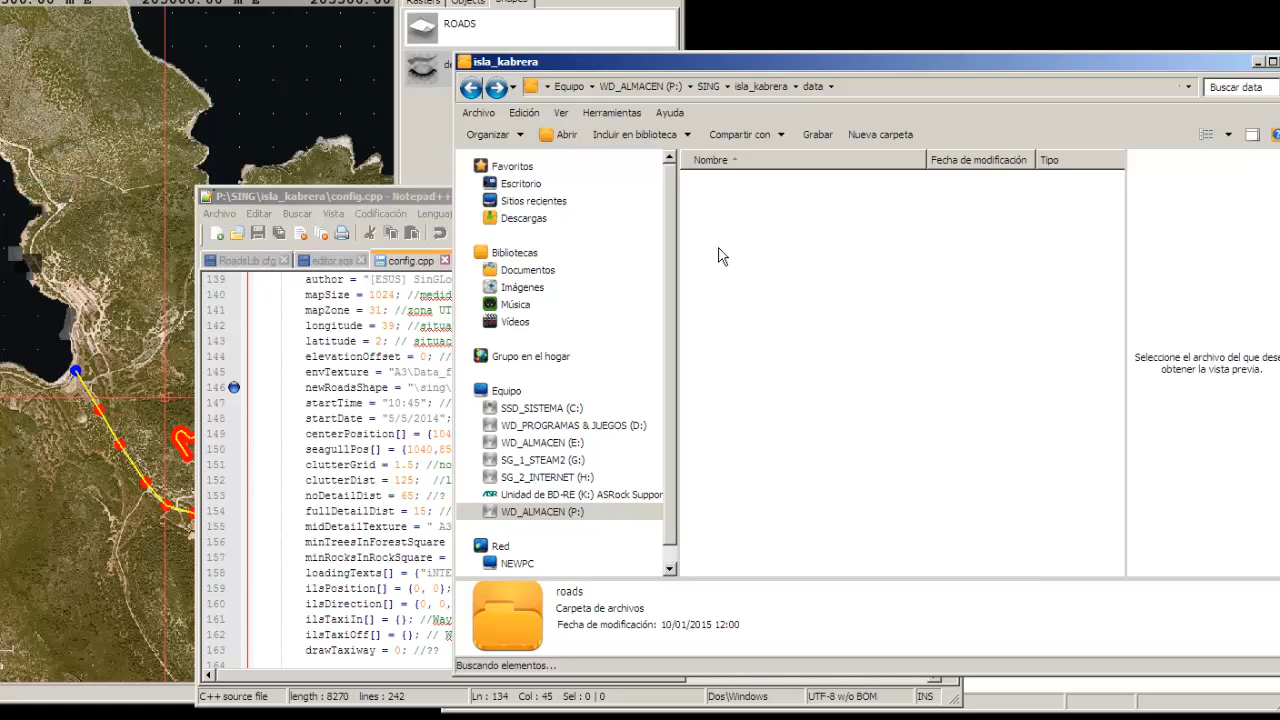 Rasters Objects Shapes
ROADS
isla_kabrera
Equipo WD_ALMACEN (P:) SING isla_kabrera data
Buscar data
Archivo Edición Ver Herramientas Ayuda
Organizar Abrir Incluir en biblioteca Compartir con Grabar Nueva carpeta
Nombre Fecha de modificación Tipo
Favoritos
Escritorio
Sitios recientes
Descargas
Bibliotecas
Documentos
Imágenes
Música
Vídeos
Grupo en el hogar
Equipo
SSD_SISTEMA (C:)
WD_PROGRAMAS & JUEGOS (D:)
WD_ALMACEN (E:)
SG_1_STEAM2 (G:)
SG_2_INTERNET (H:)
Unidad de BD-RE (K:) ASRock Suppor
WD_ALMACEN (P:)
Red
NEWPC
Seleccione el archivo del que des
obtener la vista previa.
roads
Carpeta de archivos
Fecha de modificación: 10/01/2015 12:00
Buscando elementos...
P:\SING\isla_kabrera\config.cpp - Notepad++
Archivo Editar Buscar Vista Codificación Lenguaj
RoadsLib.cfg editor.sqs config.cpp
139 author = "[ESUS] SinGLo
140 mapSize = 1024; //medid
141 mapZone = 31; //zona UT
142 longitude = 39; //situa
143 latitude = 2; // situac
144 elevationOffset = 0; //
145 envTexture = "A3\Data_f
146 newRoadsShape = "\sing\
147 startTime = "10:45"; //
148 startDate = "5/5/2014";
149 centerPosition[] = {104
150 seagullPos[] = {1040,85
151 clutterGrid = 1.5; //no
152 clutterDist = 125; //l
153 noDetailDist = 65; //?
154 fullDetailDist = 15; //
155 midDetailTexture = " A3
156 minTreesInForestSquare
157 minRocksInRockSquare =
158 loadingTexts[] = {"iNTE
159 ilsPosition[] = {0, 0};
160 ilsDirection[] = {0, 0,
161 ilsTaxiIn[] = {}; //Way
162 ilsTaxiOff[] = {}; // W
163 drawTaxiway = 0; //??
164
C++ source file length : 8270 lines : 242 Ln : 134 Col : 45 Sel : 0 | 0 Dos\Windows UTF-8 w/o BOM INS